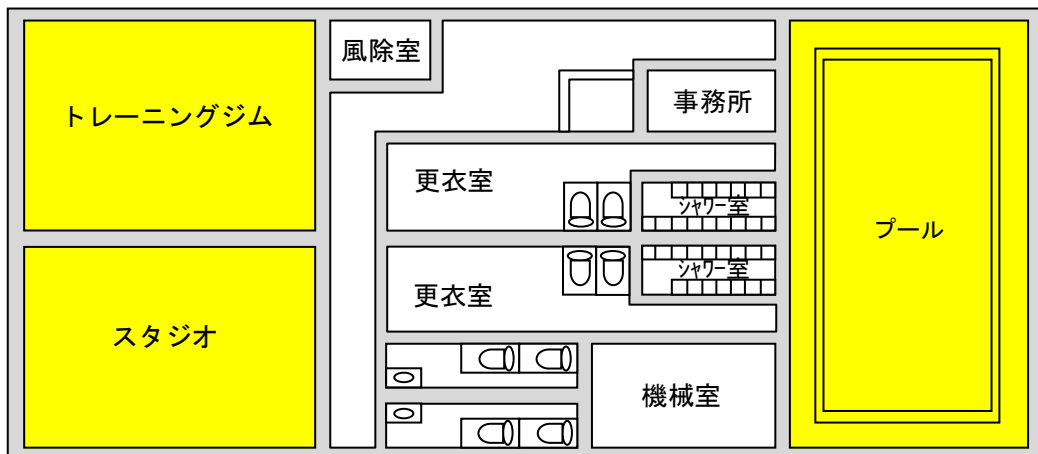 風除室
トレーニングジム
事務所
更衣室
シャワー室
プール
シャワー室
更衣室
スタジオ
機械室